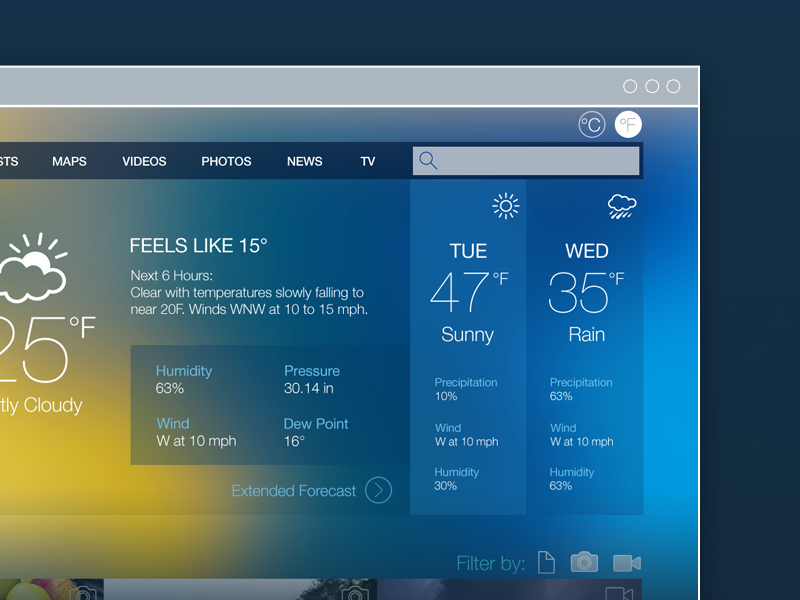 °C °F
STS MAPS VIDEOS PHOTOS NEWS TV
25°F
tly Cloudy
FEELS LIKE 15°
Next 6 Hours:
Clear with temperatures slowly falling to
near 20F. Winds WNW at 10 to 15 mph.
Humidity Pressure
63% 30.14 in
Wind Dew Point
W at 10 mph 16°
Extended Forecast
TUE
47°F
Sunny
Precipitation
10%
Wind
W at 10 mph
Humidity
30%
WED
35°F
Rain
Precipitation
63%
Wind
W at 10 mph
Humidity
63%
Filter by: